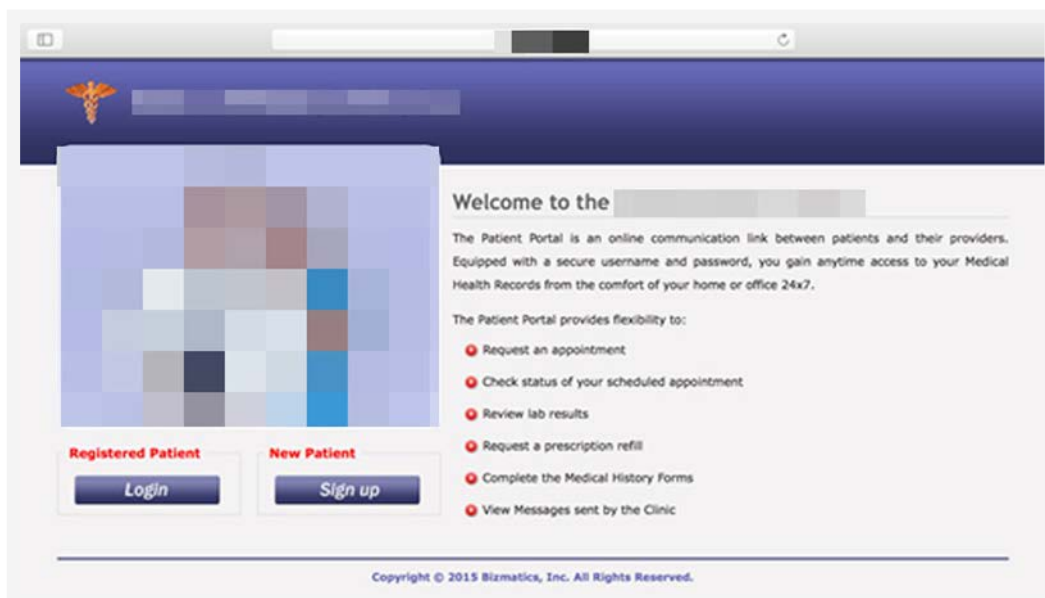 Welcome to the
The Patient Portal is an online communication link between patients and their providers.
Equipped with a secure username and password, you gain anytime access to your Medical
Health Records from the comfort of your home or office 24x7.
The Patient Portal provides flexibility to:
Request an appointment
Check status of your scheduled appointment
Review lab results
Request a prescription refill
Complete the Medical History Forms
View Messages sent by the Clinic
Registered Patient
Login
New Patient
Sign up
Copyright © 2015 Bizmatics, Inc. All Rights Reserved.